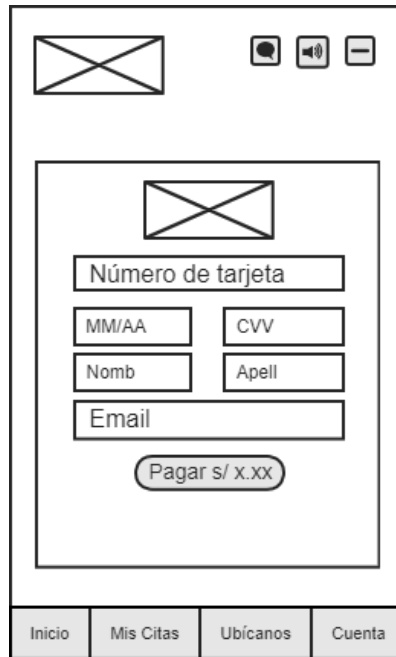 Número de tarjeta
MM/AA CVV
Nomb Apell
Email
Pagar s/ x.xx
Inicio Mis Citas Ubícanos Cuenta